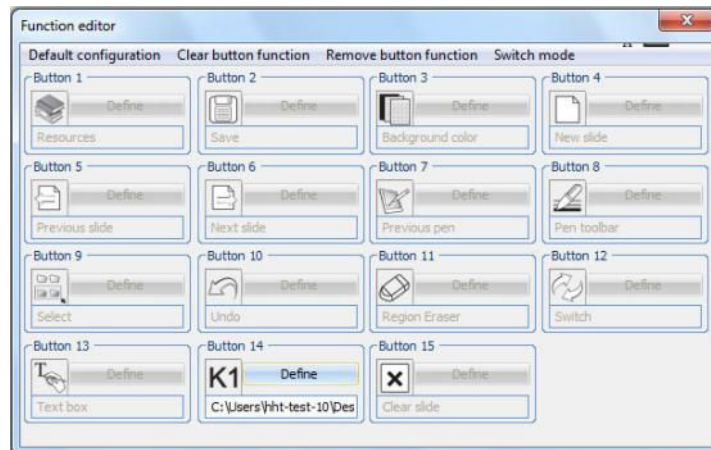 Function editor
Default configuration Clear button function Remove button function Switch mode
Button 1 Button 2 Button 3 Button 4
Define Define Define Define
Resources Save Background color New slide
Button 5 Button 6 Button 7 Button 8
Define Define Define Define
Previous slide Next slide Previous pen Pen toolbar
Button 9 Button 10 Button 11 Button 12
Define Define Define Define
Select Undo Region Eraser Switch
Button 13 Button 14 Button 15
T Define K1 Define Define
Text box C:\Users\hht-test-10\Des Clear slide